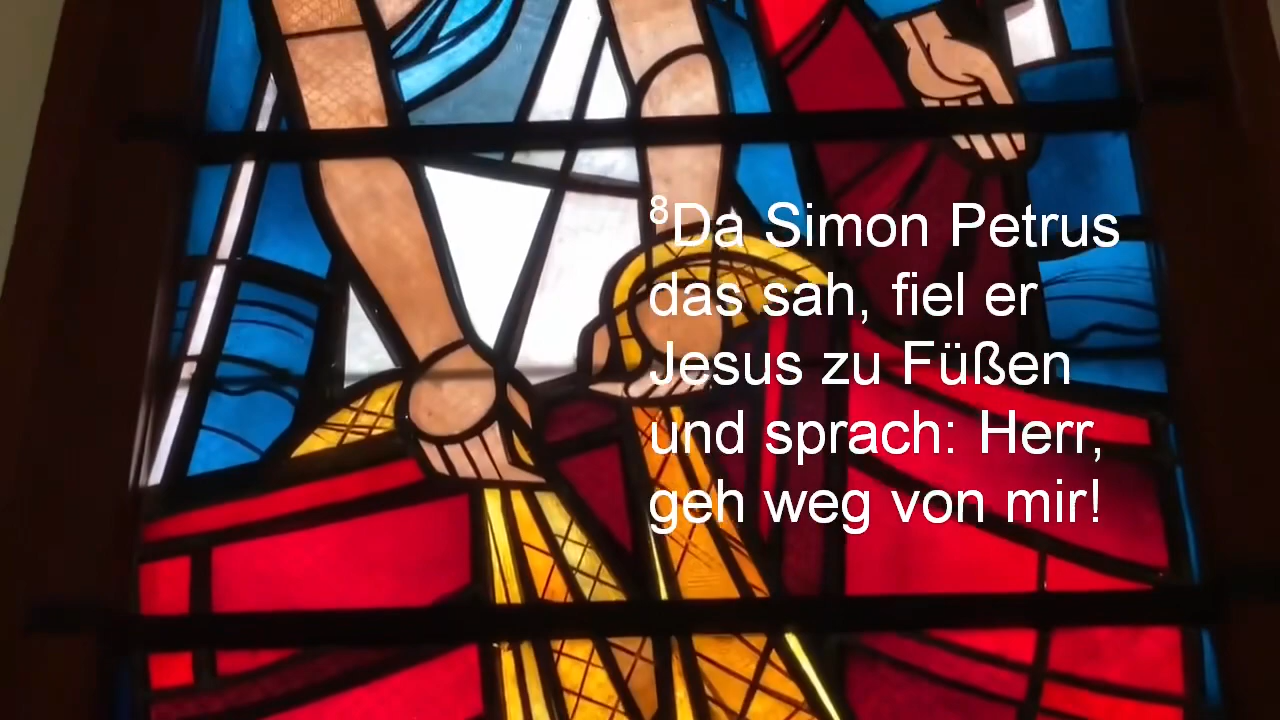 ⁸Da Simon Petrus
das sah, fiel er
Jesus zu Füßen
und sprach: Herr,
geh weg von mir!